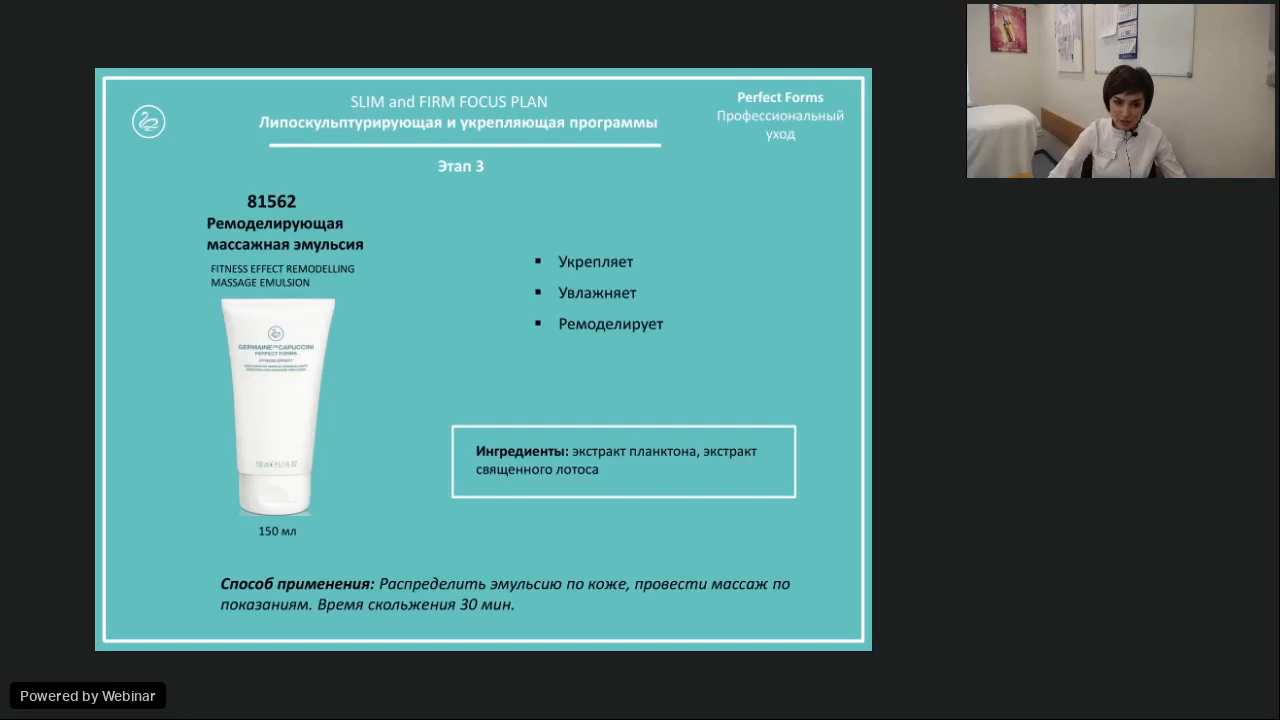 SLIM and FIRM FOCUS PLAN
Липоскульптурирующая и укрепляющая программы
Perfect Forms
Профессиональный
уход
Этап 3
81562
Ремоделирующая
массажная эмульсия
FITNESS EFFECT REMODELLING
MASSAGE EMULSION
GERMAINE DE CAPUCCINI
PERFECT FORMS
FITNESS EFFECT
150 мл
▪ Укрепляет
▪ Увлажняет
▪ Ремоделирует
Ингредиенты: экстракт планктона, экстракт
священного лотоса
Способ применения: Распределить эмульсию по коже, провести массаж по
показаниям. Время скольжения 30 мин.
Powered by Webinar